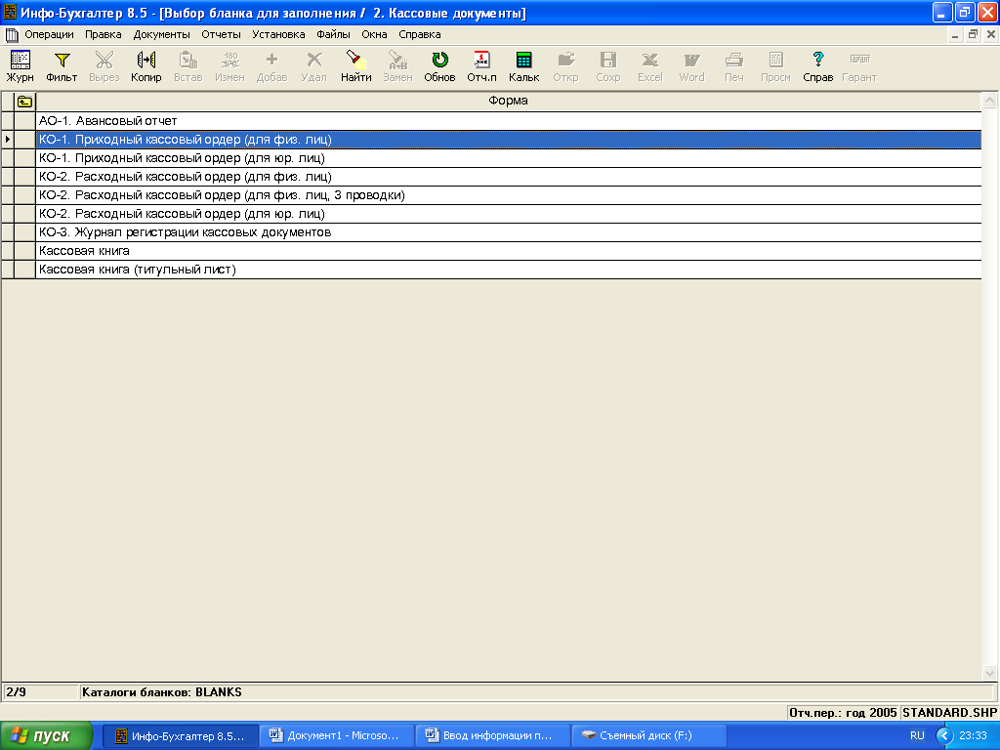 Инфо-Бухгалтер 8.5 - [Выбор бланка для заполнения / 2. Кассовые документы]
Операции Правка Документы Отчеты Установка Файлы Окна Справка
Журн Фильт Вырез Копир Встав Измен Добав Удал Найти Замен Обнов Отч.п Кальк Откр Сохр Excel Word Печ Просм Справ Гарант
Форма
АО-1. Авансовый отчет
КО-1. Приходный кассовый ордер (для физ. лиц)
КО-1. Приходный кассовый ордер (для юр. лиц)
КО-2. Расходный кассовый ордер (для физ. лиц)
КО-2. Расходный кассовый ордер (для физ. лиц, 3 проводки)
КО-2. Расходный кассовый ордер (для юр. лиц)
КО-3. Журнал регистрации кассовых документов
Кассовая книга
Кассовая книга (титульный лист)
2/9 Каталоги бланков: BLANKS
Отч.пер.: год 2005 STANDARD.SHP
пуск Инфо-Бухгалтер 8.5... Документ1 - Microso... Ввод информации п... Съемный диск (F:) RU 23:33